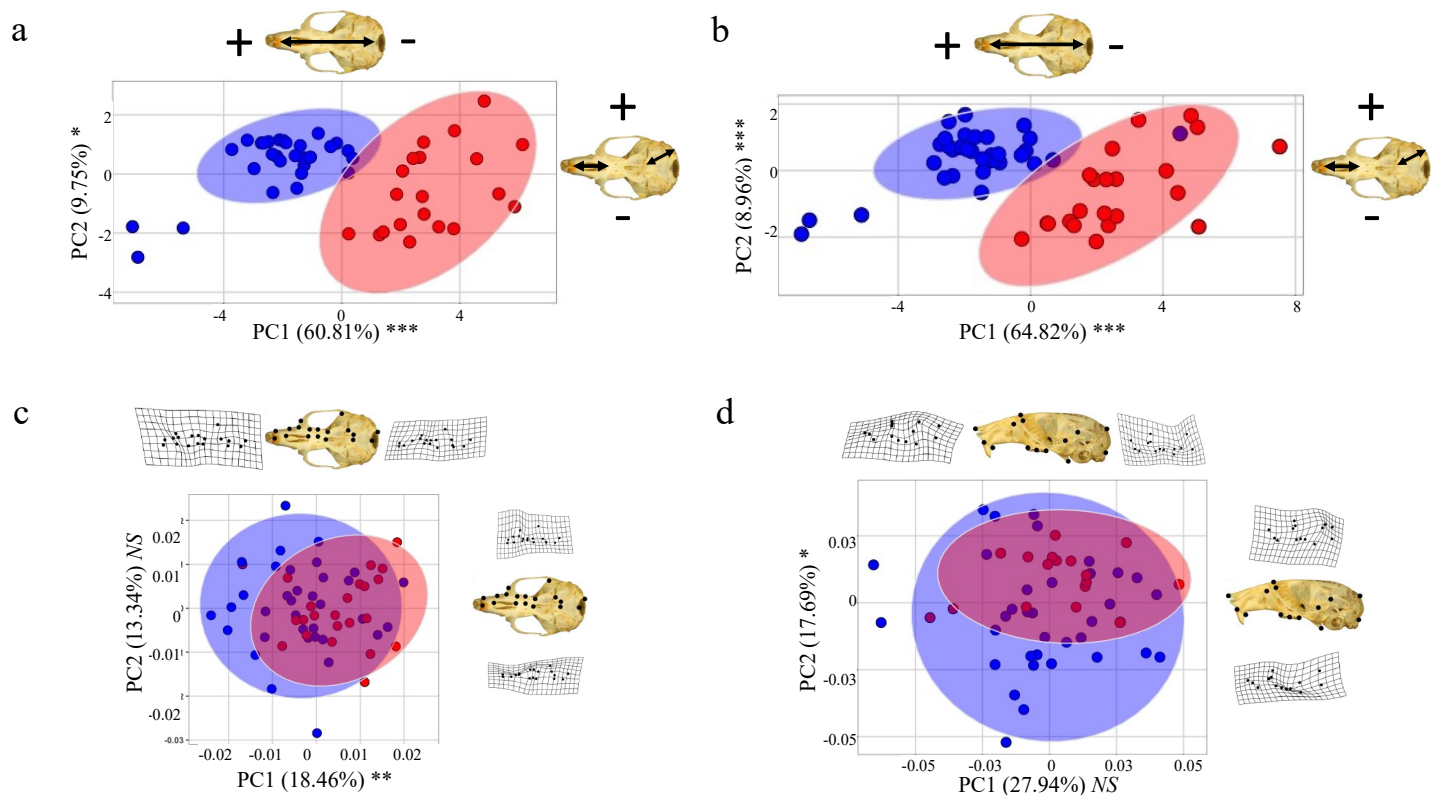 a
+ -
2
0
-2
-4
PC2 (9.75%) *
-4 0 4
PC1 (60.81%) ***
+
-
b
+ -
2
0
-2
PC2 (8.96%) ***
-4 0 4 8
PC1 (64.82%) ***
+
-
c
2
0.02
0.01
0
-0.01
2
-0.02
-0.03
PC2 (13.34%) NS
-0.02 -0.01 0 0.01 0.02
PC1 (18.46%) **
d
0.03
0
-0.03
-0.05
PC2 (17.69%) *
-0.05 -0.03 0 0.03 0.05
PC1 (27.94%) NS